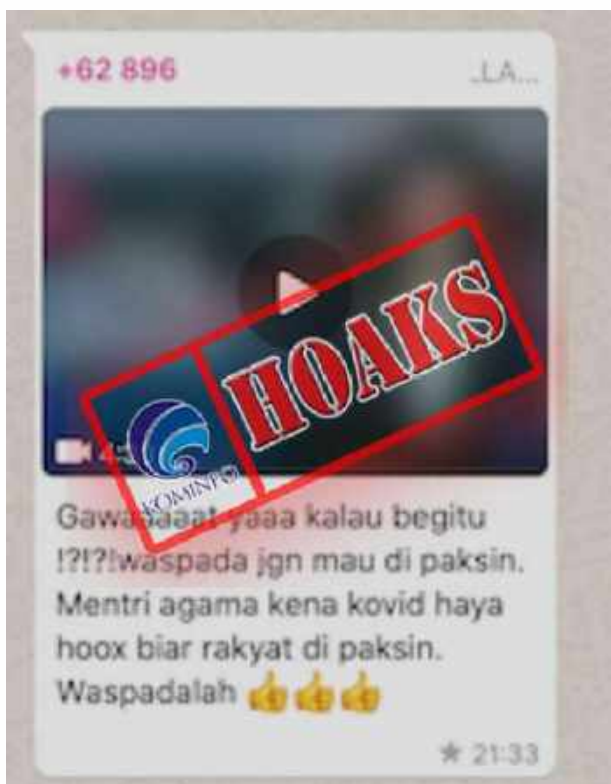 +62 896
..LA...
HOAKS
KOMINFO
Gawaaaaat yaaa kalau begitu
!?!?!waspada jgn mau di paksin.
Mentri agama kena kovid haya
hoox biar rakyat di paksin.
Waspadalah 👍👍👍
★ 21:33